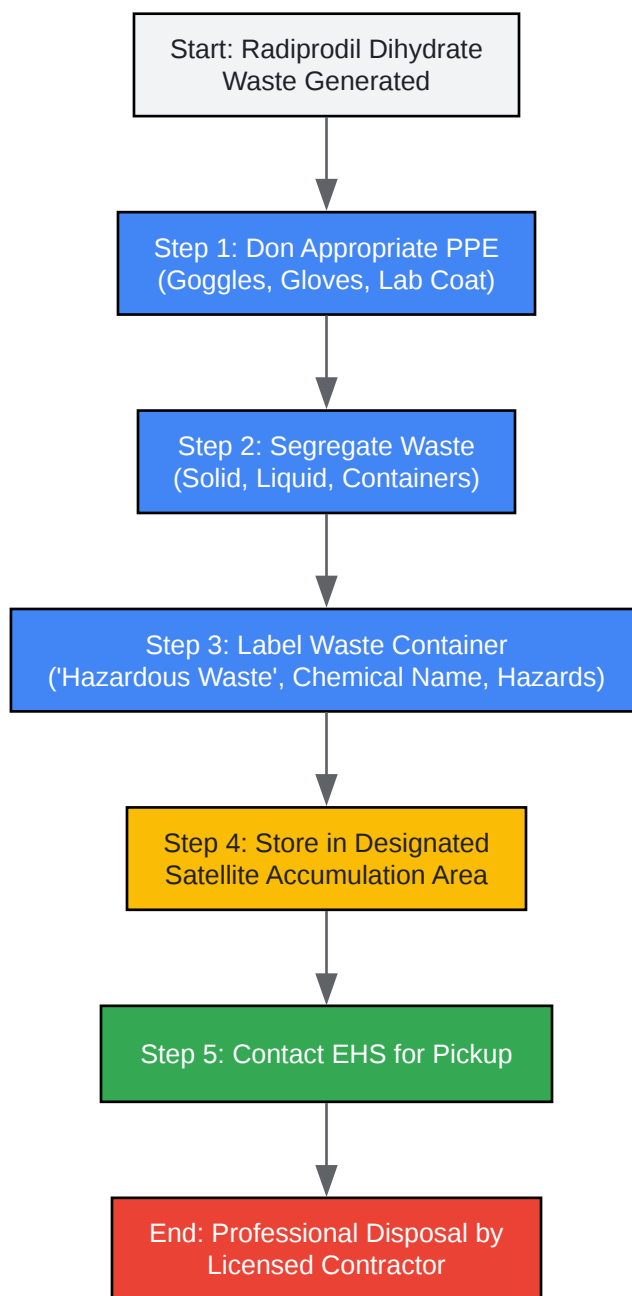 Start: Radiprodil Dihydrate
Waste Generated
Step 1: Don Appropriate PPE
(Goggles, Gloves, Lab Coat)
Step 2: Segregate Waste
(Solid, Liquid, Containers)
Step 3: Label Waste Container
('Hazardous Waste', Chemical Name, Hazards)
Step 4: Store in Designated
Satellite Accumulation Area
Step 5: Contact EHS for Pickup
End: Professional Disposal by
Licensed Contractor